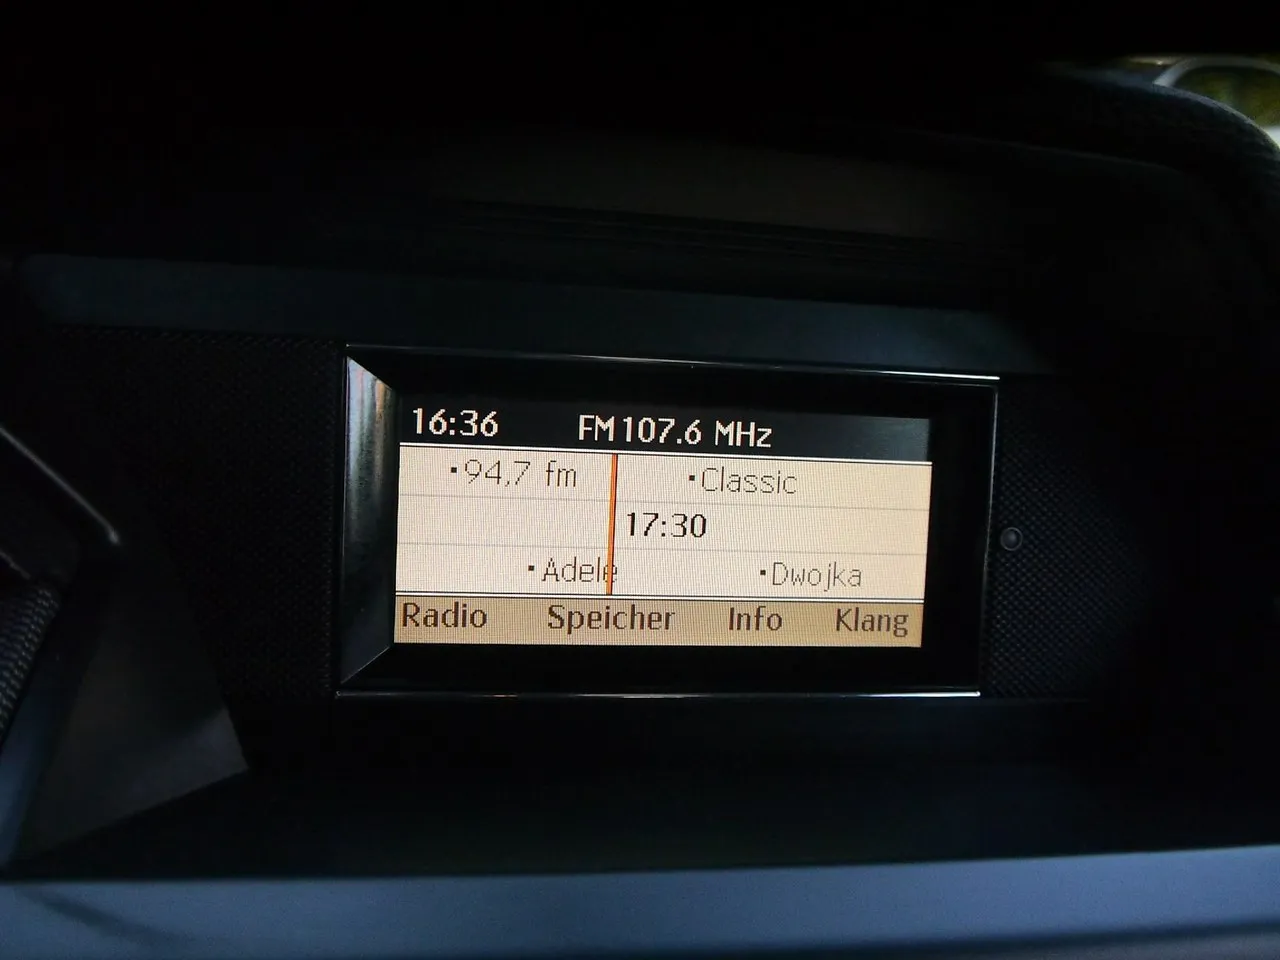 16:36 FM 107.6 MHz
▪94,7 fm ▪Classic
17:30
▪Adele ▪Dwojka
Radio Speicher Info Klang